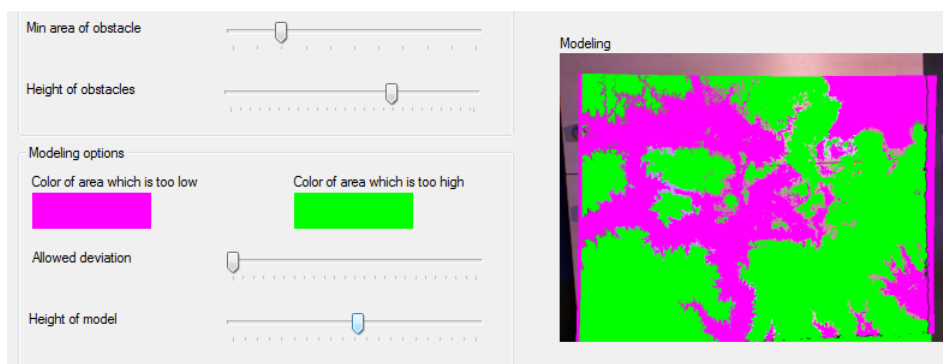 Min area of obstacle
Height of obstacles
Modeling options
Color of area which is too low
Color of area which is too high
Allowed deviation
Height of model
Modeling